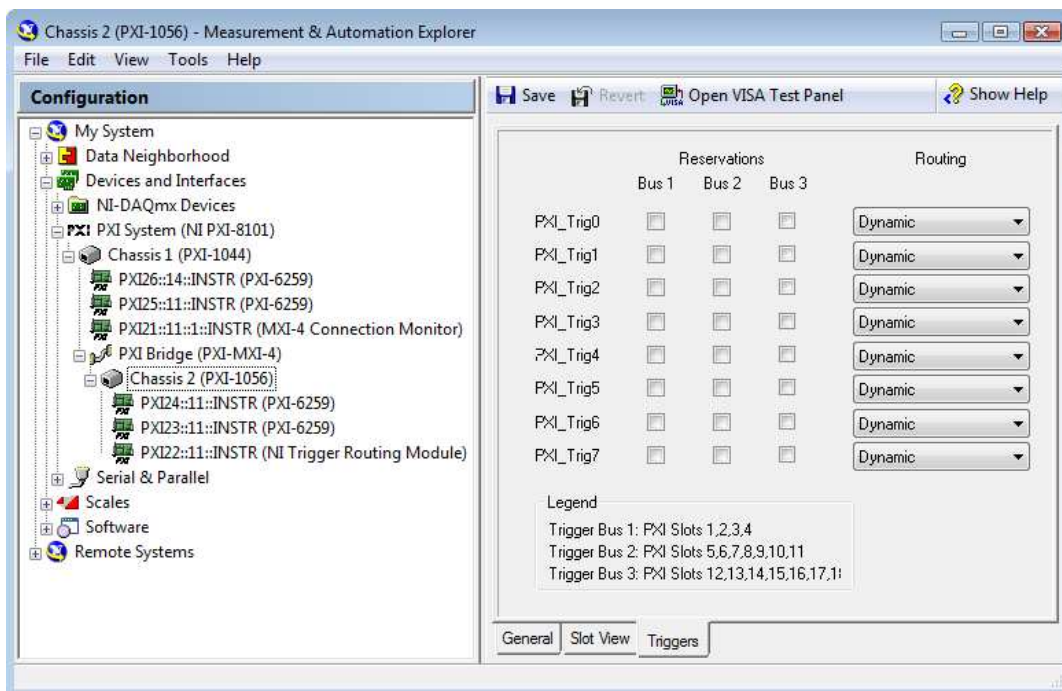 Chassis 2 (PXI-1056) - Measurement & Automation Explorer
File Edit View Tools Help
Configuration
My System
Data Neighborhood
Devices and Interfaces
NI-DAQmx Devices
PXI PXI System (NI PXI-8101)
Chassis 1 (PXI-1044)
PXI26::14::INSTR (PXI-6259)
PXI25::11::INSTR (PXI-6259)
PXI21::11::1::INSTR (MXI-4 Connection Monitor)
PXI Bridge (PXI-MXI-4)
Chassis 2 (PXI-1056)
PXI24::11::INSTR (PXI-6259)
PXI23::11::INSTR (PXI-6259)
PXI22::11::INSTR (NI Trigger Routing Module)
Serial & Parallel
Scales
Software
Remote Systems
Save Revert Open VISA Test Panel Show Help
Reservations Routing
Bus 1 Bus 2 Bus 3
PXI_Trig0 Dynamic
PXI_Trig1 Dynamic
PXI_Trig2 Dynamic
PXI_Trig3 Dynamic
PXI_Trig4 Dynamic
PXI_Trig5 Dynamic
PXI_Trig6 Dynamic
PXI_Trig7 Dynamic
Legend
Trigger Bus 1: PXI Slots 1,2,3,4
Trigger Bus 2: PXI Slots 5,6,7,8,9,10,11
Trigger Bus 3: PXI Slots 12,13,14,15,16,17,1
General Slot View Triggers